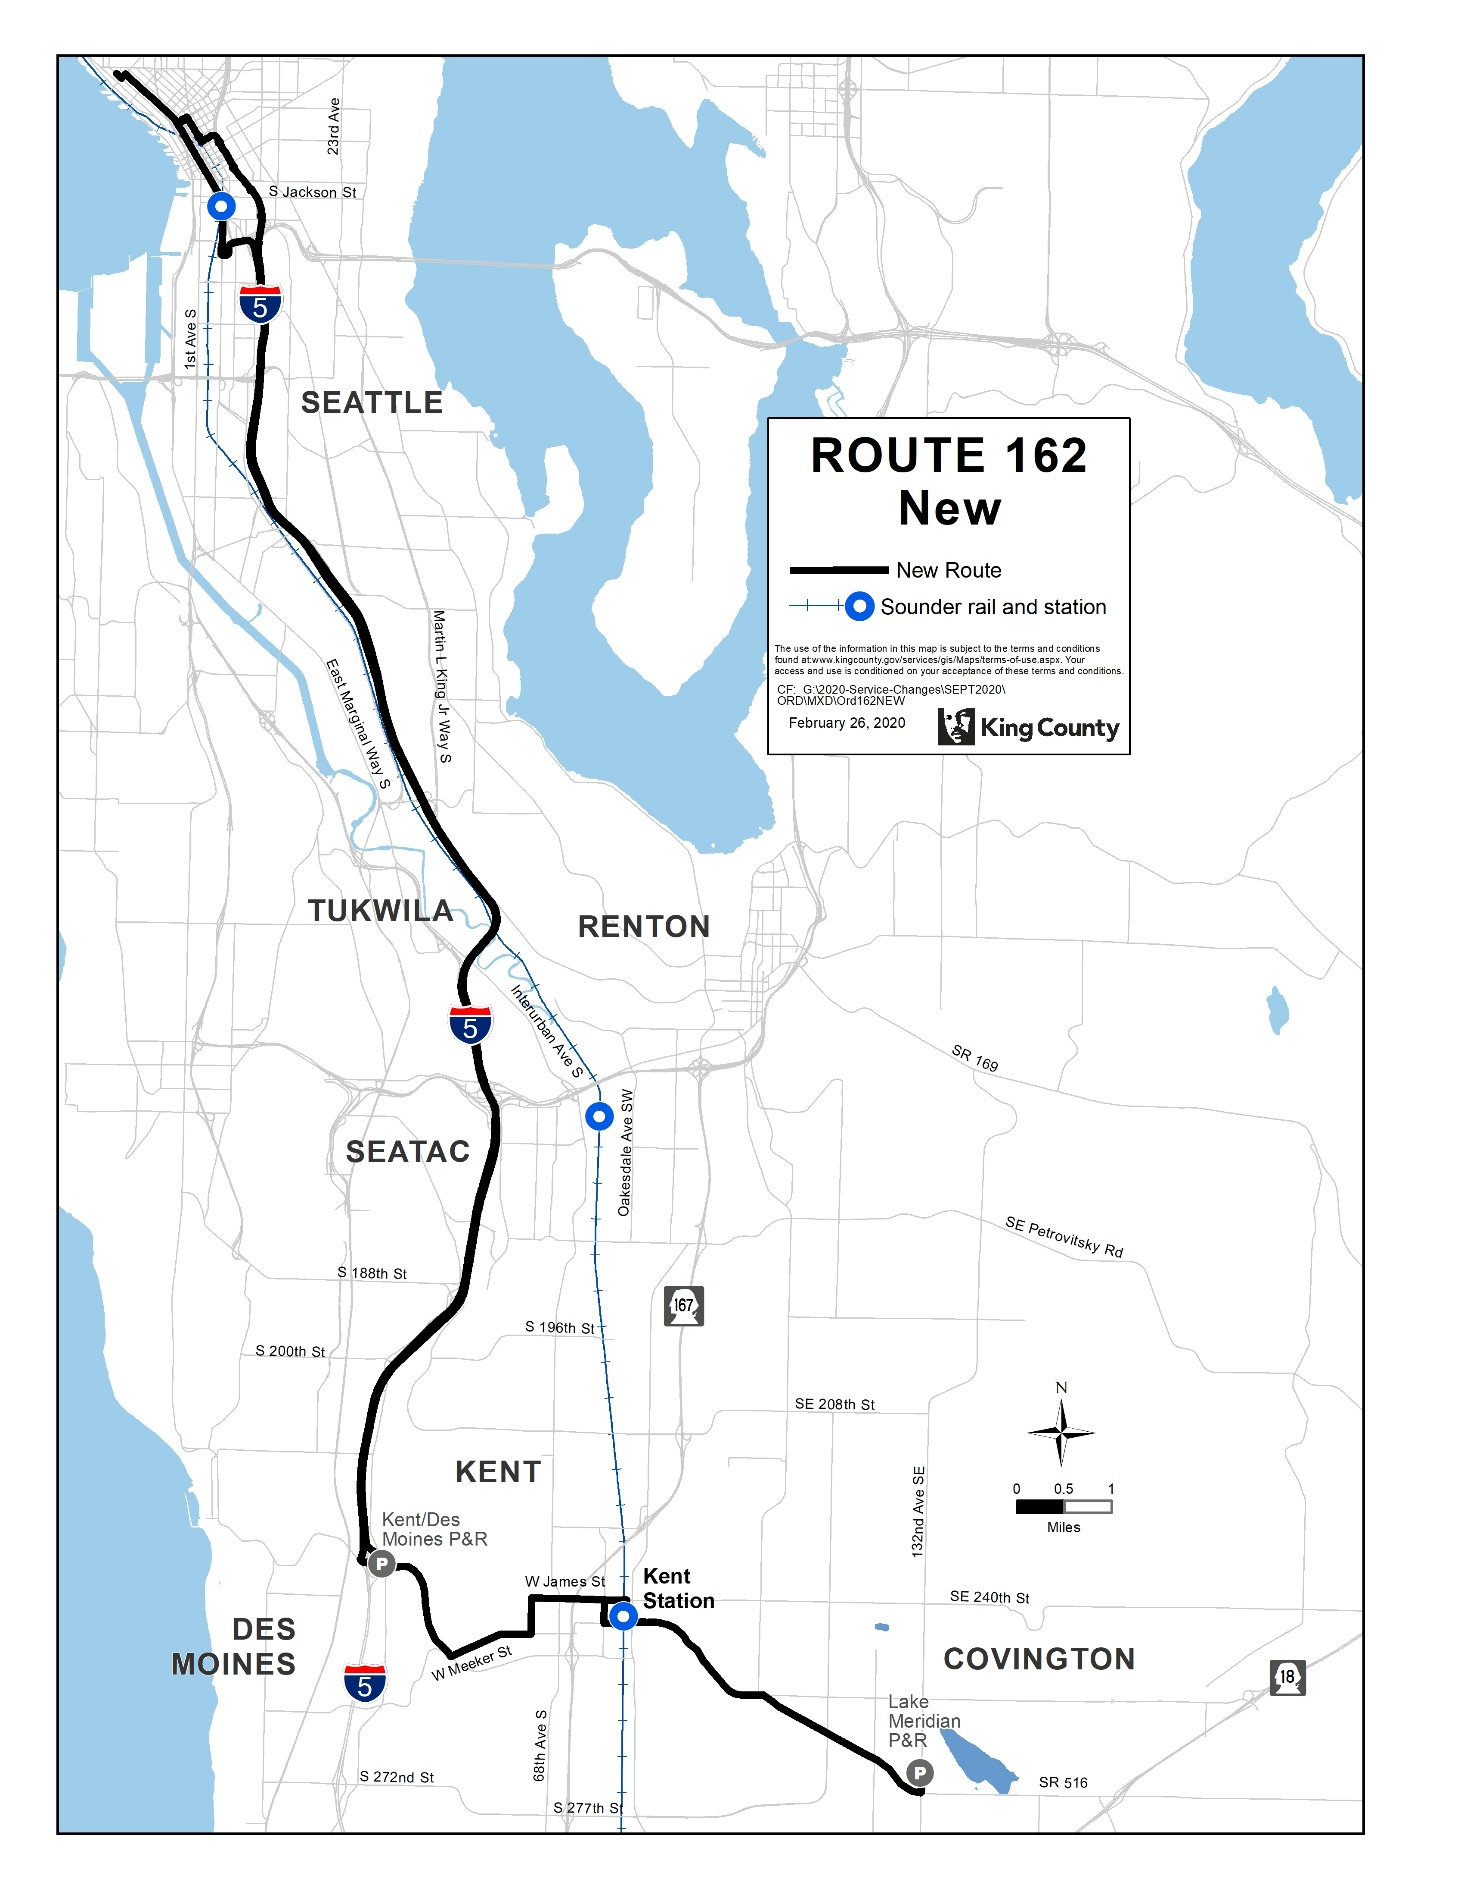 23rd Ave
S Jackson St
5
1st Ave S
SEATTLE
ROUTE 162
New
New Route
Sounder rail and station
The use of the information in this map is subject to the terms and conditions
found at:www.kingcounty.gov/services/gis/Maps/terms-of-use.aspx. Your
access and use is conditioned on your acceptance of these terms and conditions.
CF: G:\2020-Service-Changes\SEPT2020\
ORD\MXD\Ord162NEW
February 26, 2020
King County
Martin L King Jr Way S
East Marginal Way S
TUKWILA
RENTON
Interurban Ave S
5
SR 169
Oakesdale Ave SW
SEATAC
SE Petrovitsky Rd
S 188th St
167
S 196th St
S 200th St
N
SE 208th St
KENT
132nd Ave SE
0 0.5 1
Miles
Kent/Des
Moines P&R
P
W James St
Kent
Station
SE 240th St
DES
MOINES
W Meeker St
COVINGTON
18
5
Lake
Meridian
P&R
P
68th Ave S
S 272nd St
SR 516
S 277th St